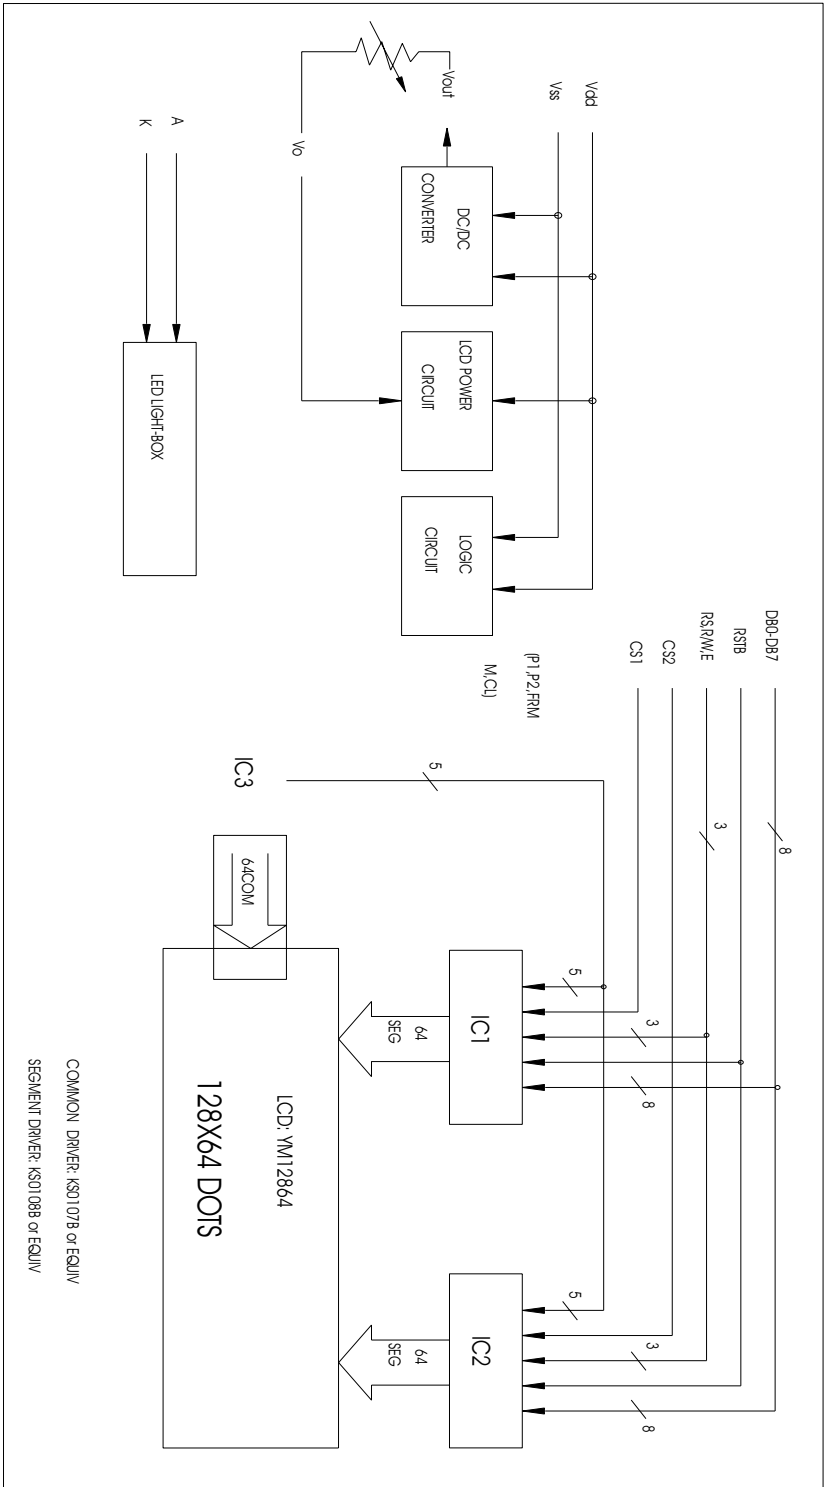 DB0-DB7
RSTB
RS,R/W,E
CS2
CS1
8
3
(P1,P2,FRM
M,CL)
5
IC3
Vdd
Vss
Vout
Vo
DC/DC
CONVERTER
LCD POWER
CIRCUIT
LOGIC
CIRCUIT
A
K
LED LIGHT-BOX
5
3
8
IC1
64
SEG
5
3
8
IC2
64
SEG
64COM
LCD: YM12864
128X64 DOTS
COMMON DRIVER: KS0107B or EQUIV
SEGMENT DRIVER: KS0108B or EQUIV